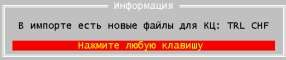 Информация
В импорте есть новые файлы для КЦ: TRL CHF
Нажмите любую клавишу